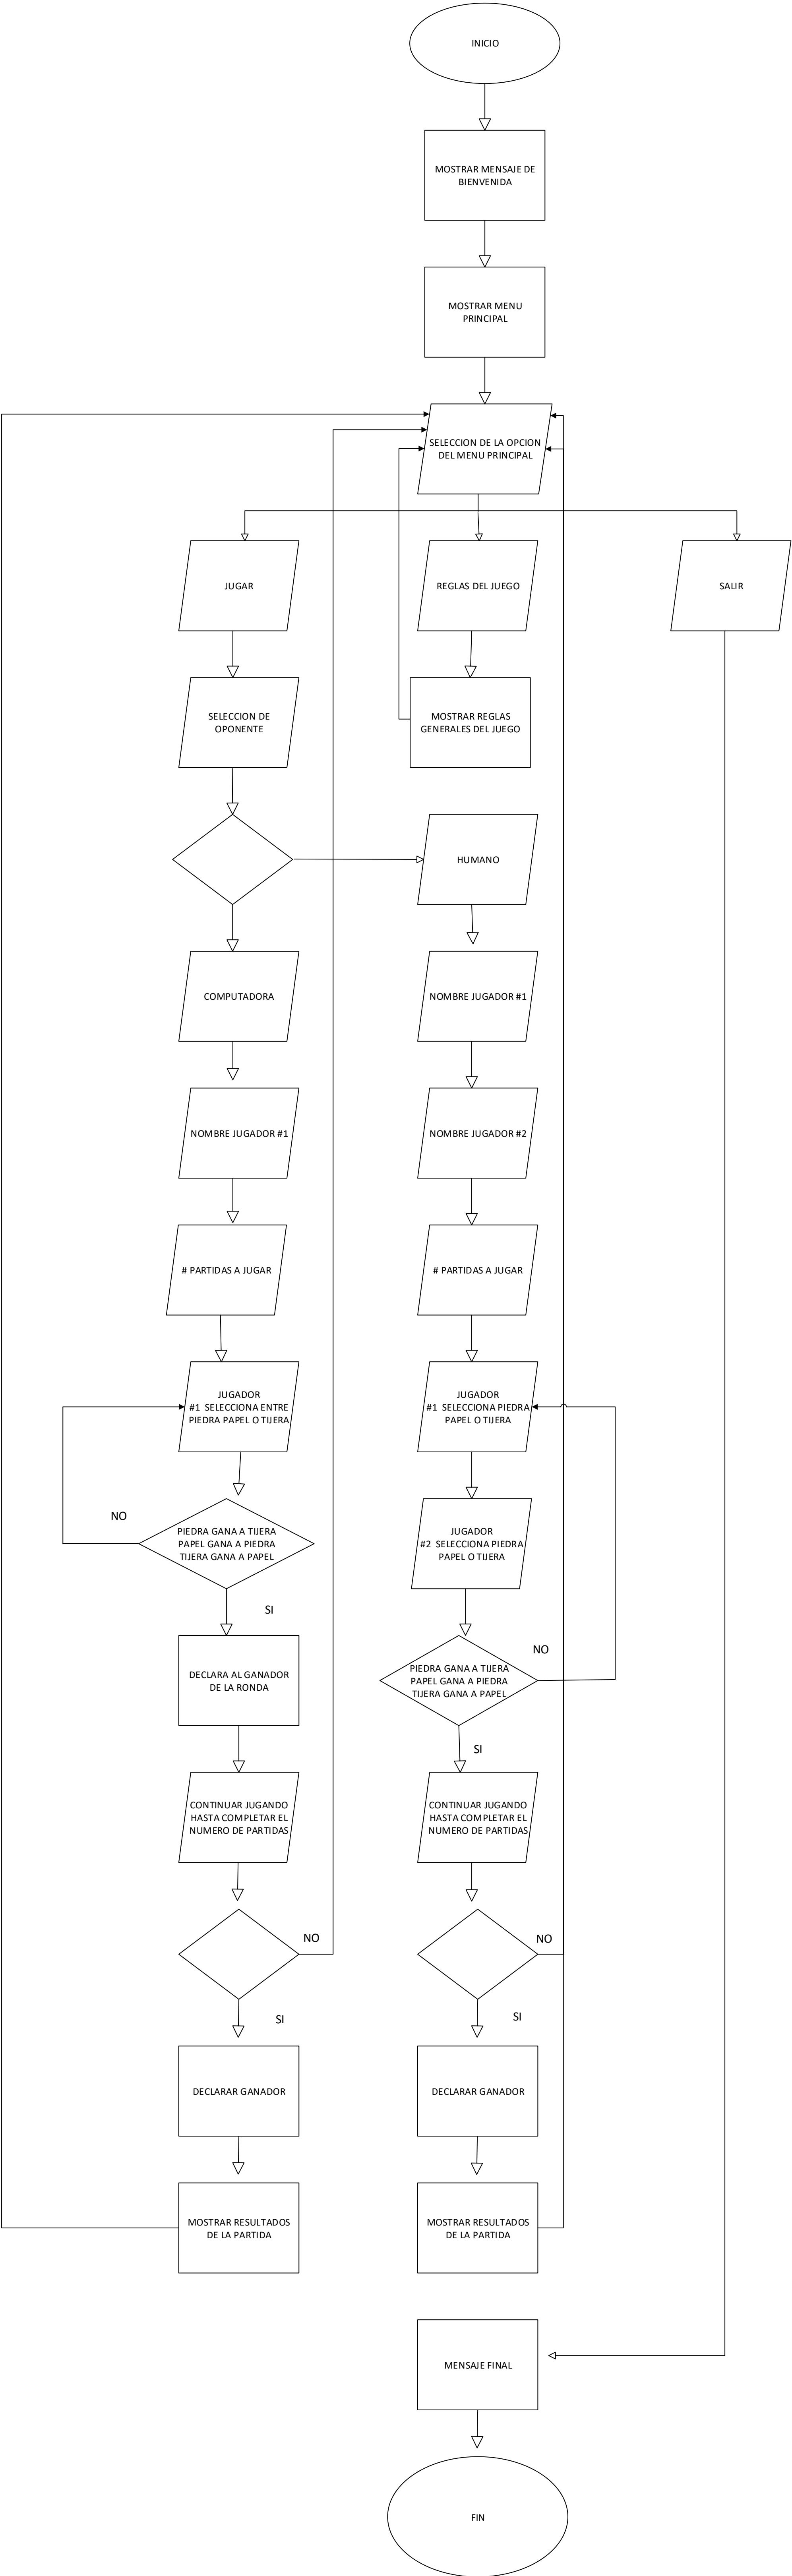 INICIO
MOSTRAR MENSAJE DE
BIENVENIDA
MOSTRAR MENU
PRINCIPAL
SELECCION DE LA OPCION
DEL MENU PRINCIPAL
JUGAR
REGLAS DEL JUEGO
SALIR
SELECCION DE
OPONENTE
MOSTRAR REGLAS
GENERALES DEL JUEGO
HUMANO
COMPUTADORA
NOMBRE JUGADOR #1
NOMBRE JUGADOR #1
NOMBRE JUGADOR #2
# PARTIDAS A JUGAR
# PARTIDAS A JUGAR
JUGADOR
#1 SELECCIONA ENTRE
PIEDRA PAPEL O TIJERA
JUGADOR
#1 SELECCIONA PIEDRA
PAPEL O TIJERA
NO
PIEDRA GANA A TIJERA
PAPEL GANA A PIEDRA
TIJERA GANA A PAPEL
JUGADOR
#2 SELECCIONA PIEDRA
PAPEL O TIJERA
SI
DECLARA AL GANADOR
DE LA RONDA
NO
PIEDRA GANA A TIJERA
PAPEL GANA A PIEDRA
TIJERA GANA A PAPEL
SI
CONTINUAR JUGANDO
HASTA COMPLETAR EL
NUMERO DE PARTIDAS
CONTINUAR JUGANDO
HASTA COMPLETAR EL
NUMERO DE PARTIDAS
NO
NO
SI
SI
DECLARAR GANADOR
DECLARAR GANADOR
MOSTRAR RESULTADOS
DE LA PARTIDA
MOSTRAR RESULTADOS
DE LA PARTIDA
MENSAJE FINAL
FIN